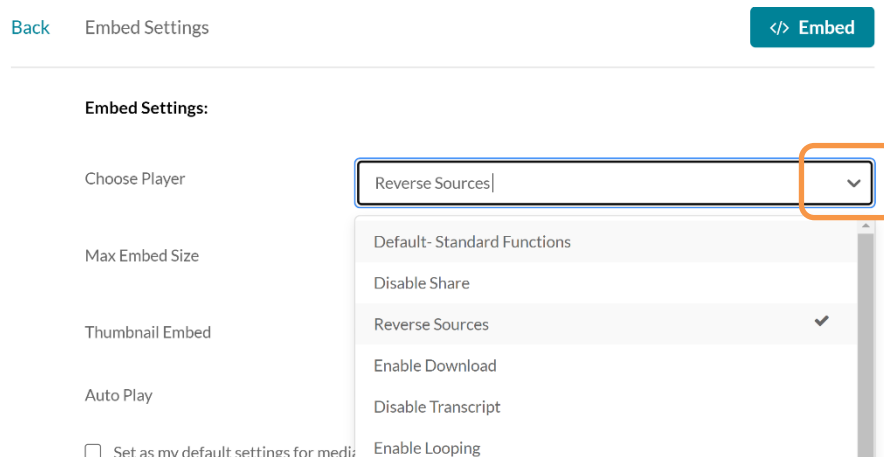 Back Embed Settings </> Embed
Embed Settings:
Choose Player Reverse Sources
Default- Standard Functions
Max Embed Size
Disable Share
Reverse Sources
Thumbnail Embed
Enable Download
Auto Play
Disable Transcript
Enable Looping
Set as my default settings for media